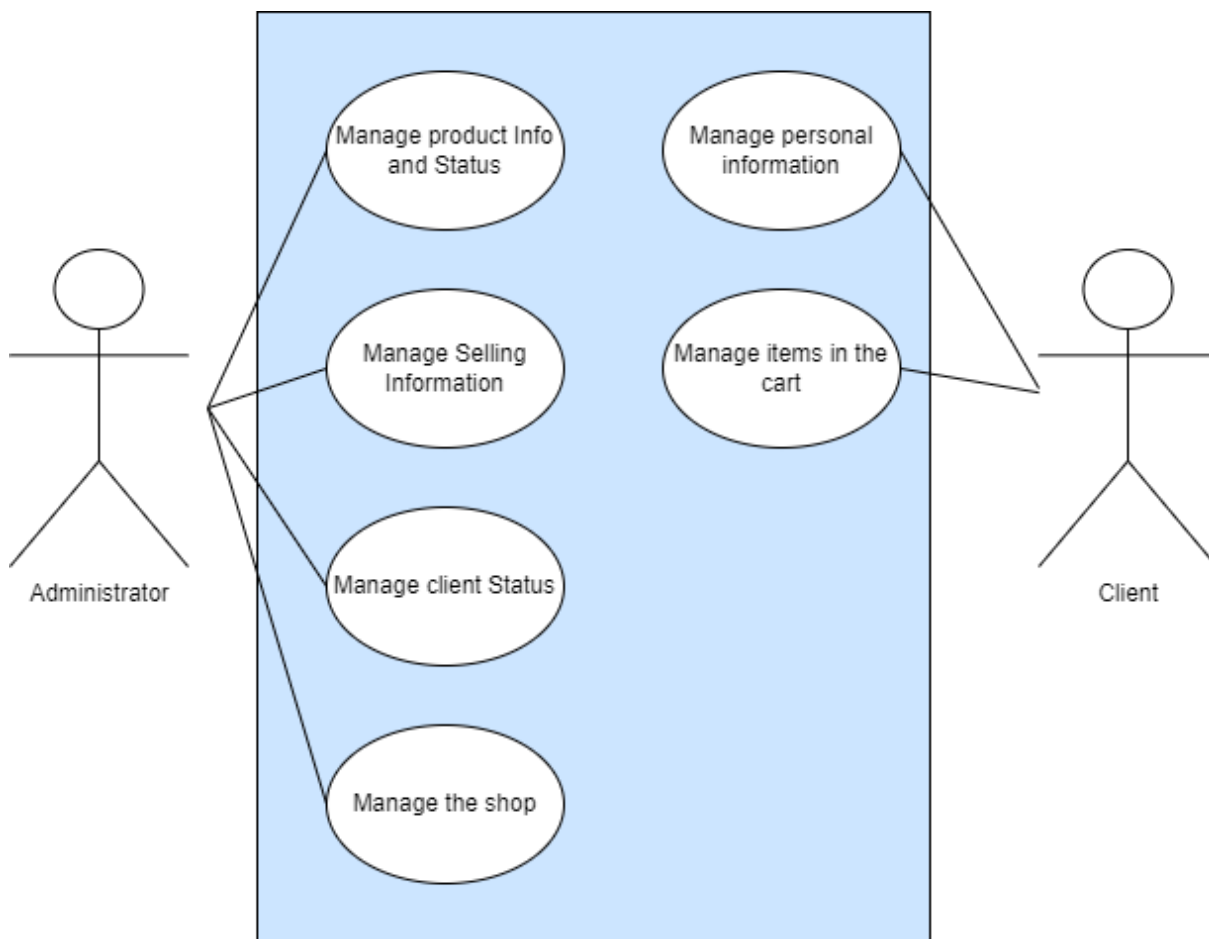 Manage product Info
and Status
Manage personal
information
Manage Selling
Information
Manage items in the
cart
Manage client Status
Administrator
Client
Manage the shop